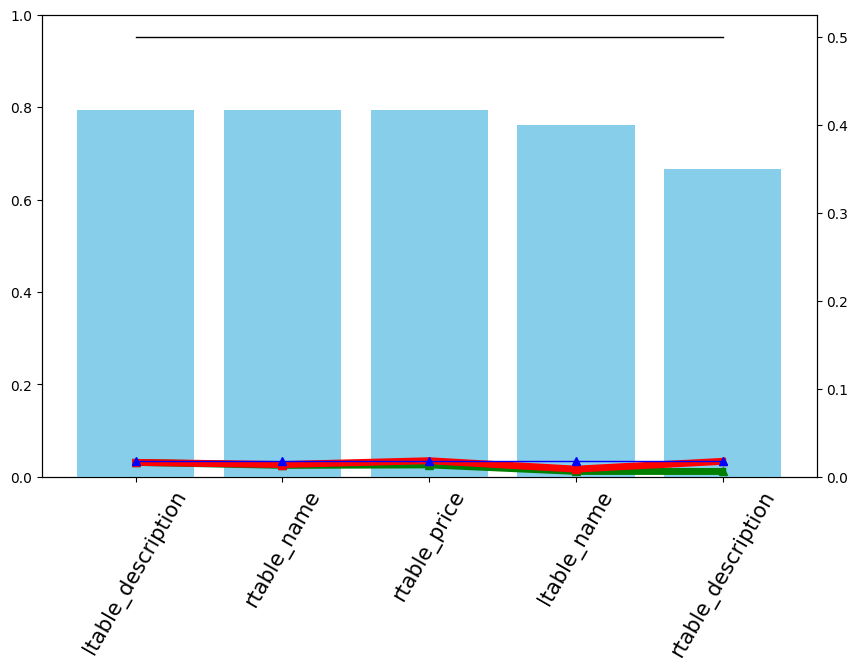 1.0
0.8
0.6
0.4
0.2
0.0
0.5
0.4
0.3
0.2
0.1
0.0
ltable_description
rtable_name
rtable_price
ltable_name
rtable_description